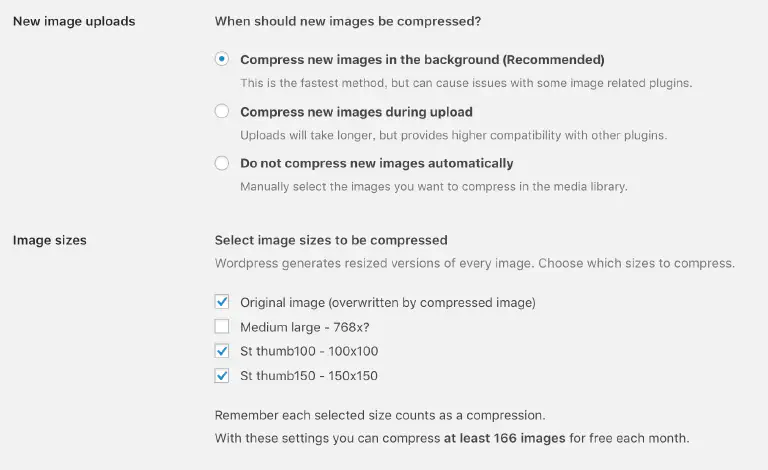 New image uploads
When should new images be compressed?
Compress new images in the background (Recommended)
This is the fastest method, but can cause issues with some image related plugins.
Compress new images during upload
Uploads will take longer, but provides higher compatibility with other plugins.
Do not compress new images automatically
Manually select the images you want to compress in the media library.
Image sizes
Select image sizes to be compressed
Wordpress generates resized versions of every image. Choose which sizes to compress.
Original image (overwritten by compressed image)
Medium large - 768x?
St thumb100 - 100x100
St thumb150 - 150x150
Remember each selected size counts as a compression.
With these settings you can compress at least 166 images for free each month.